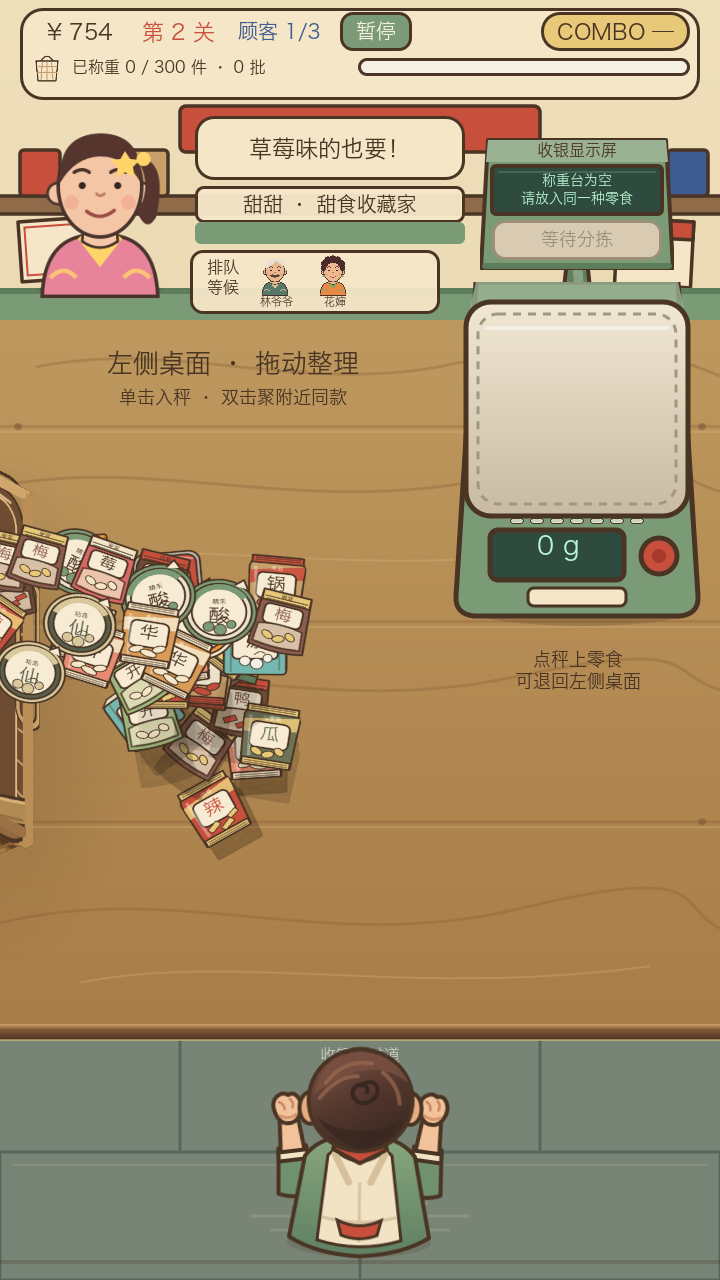 ¥ 754 第 2 关 顾客 1/3 暂停 COMBO —
已称重 0 / 300 件 · 0 批
草莓味的也要!
甜甜 · 甜食收藏家
排队
等候
林爷爷 花婶
收银显示屏
称重台为空
请放入同一种零食
等待分拣
左侧桌面 · 拖动整理
单击入秤 · 双击聚附近同款
0 g
点秤上零食
可退回左侧桌面
梅
梅
莓
酸
酸
锅
梅
仙
华
华
仙
鸭
瓜
梅
辣